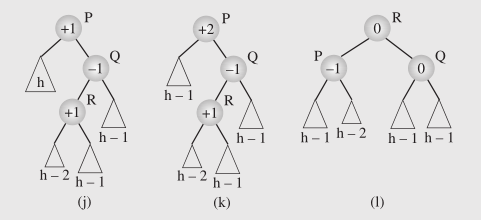 P
+1
Q
h
–1
R
+1
h – 1
h – 2
h – 1
(j)
P
+2
Q
–1
h – 1
R
+1
h – 1
h – 2
h – 1
(k)
R
0
P
Q
–1
0
h – 1
h – 2
h – 1
h – 1
(l)